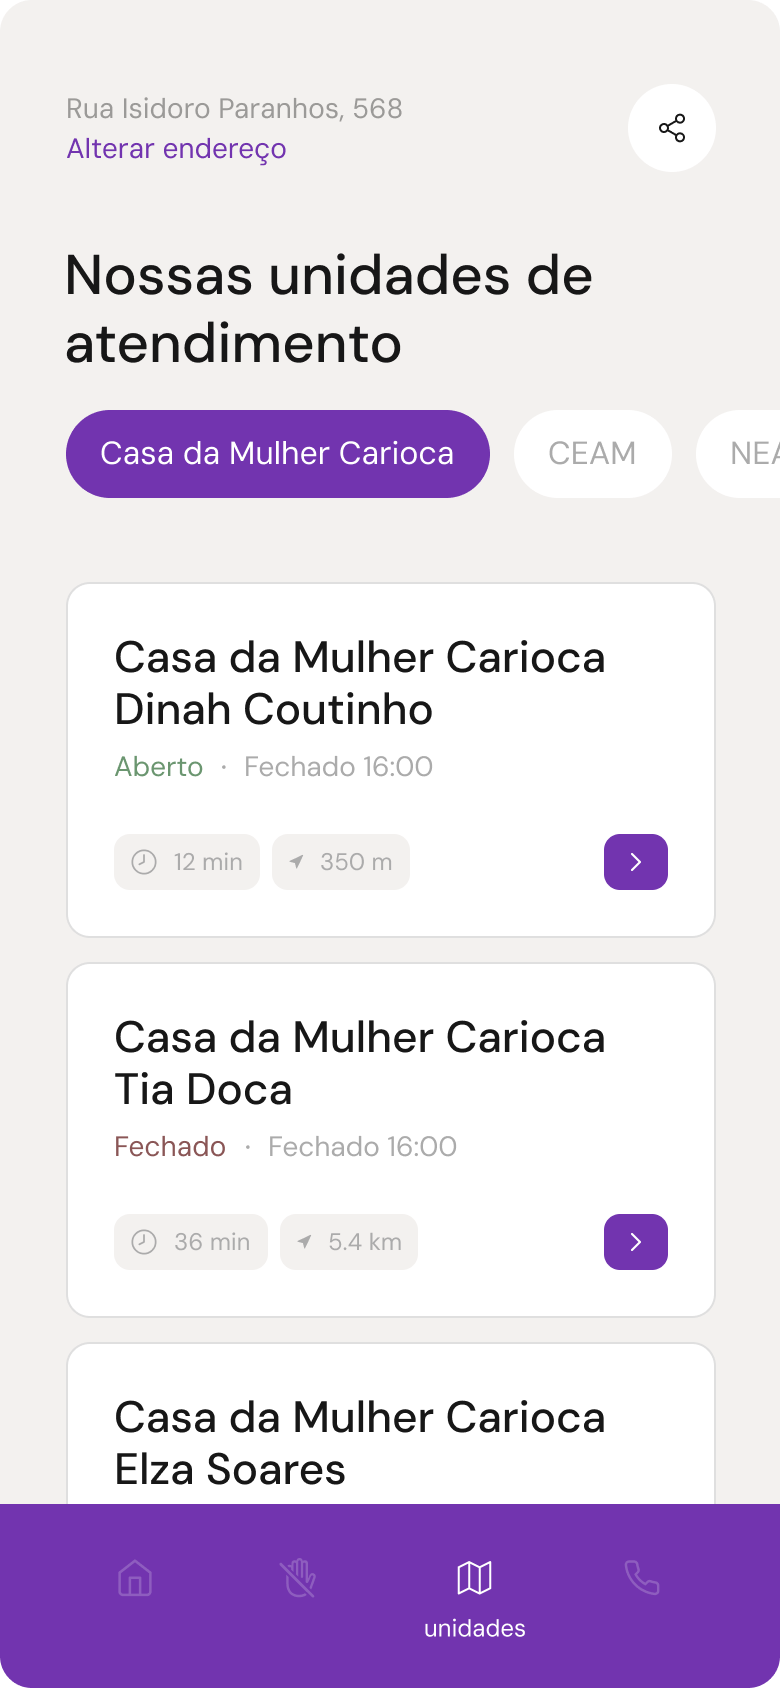 Rua Isidoro Paranhos, 568
Alterar endereço
Nossas unidades de
atendimento
Casa da Mulher Carioca
CEAM
NEA
Casa da Mulher Carioca
Dinah Coutinho
Aberto · Fechado 16:00
12 min
350 m
Casa da Mulher Carioca
Tia Doca
Fechado · Fechado 16:00
36 min
5.4 km
Casa da Mulher Carioca
Elza Soares
unidades